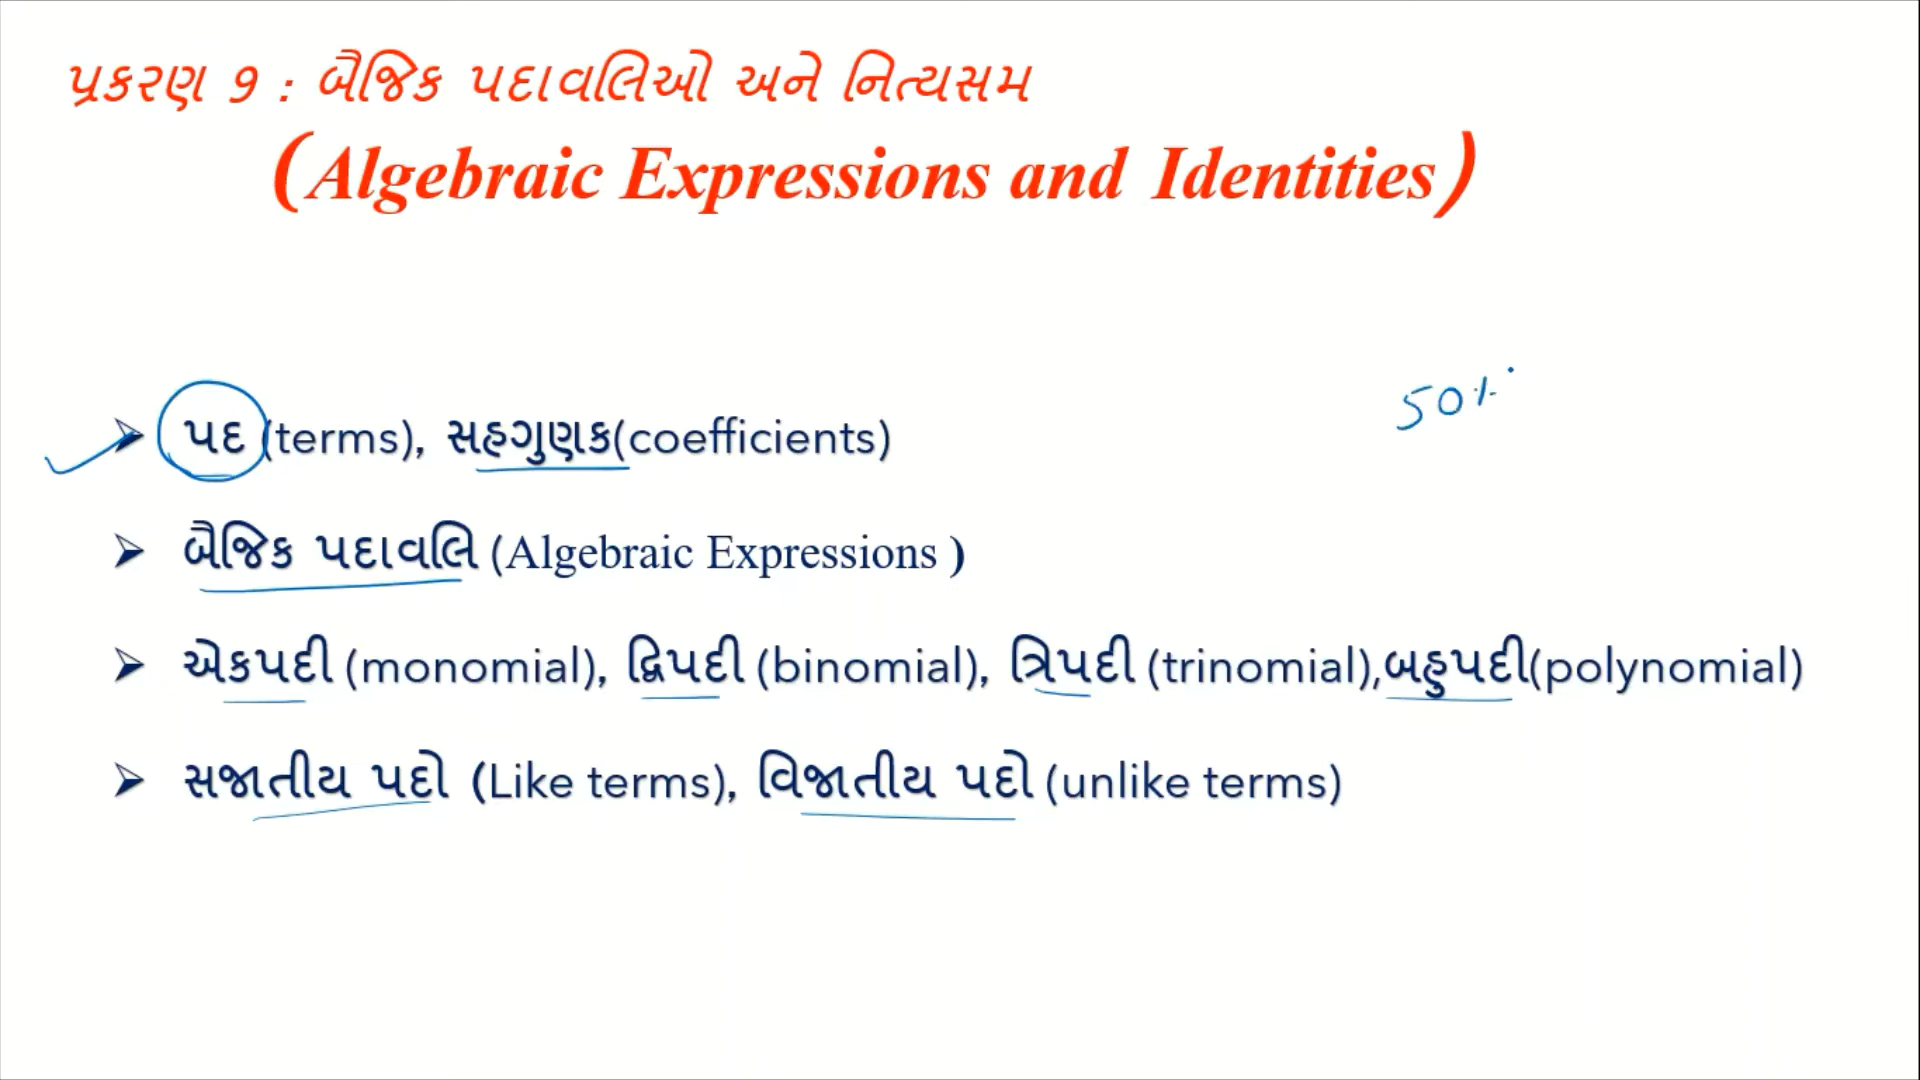 પ્રકરણ 9 : બૈજિક પદાવલિઓ અને નિત્યસમ
(Algebraic Expressions and Identities)
50%
➢ પદ (terms), સહગુણક(coefficients)
➢ બૈજિક પદાવલિ (Algebraic Expressions )
➢ એકપદી (monomial), દ્વિપદી (binomial), ત્રિપદી (trinomial),બહુપદી(polynomial)
➢ સજાતીય પદો (Like terms), વિજાતીય પદો (unlike terms)